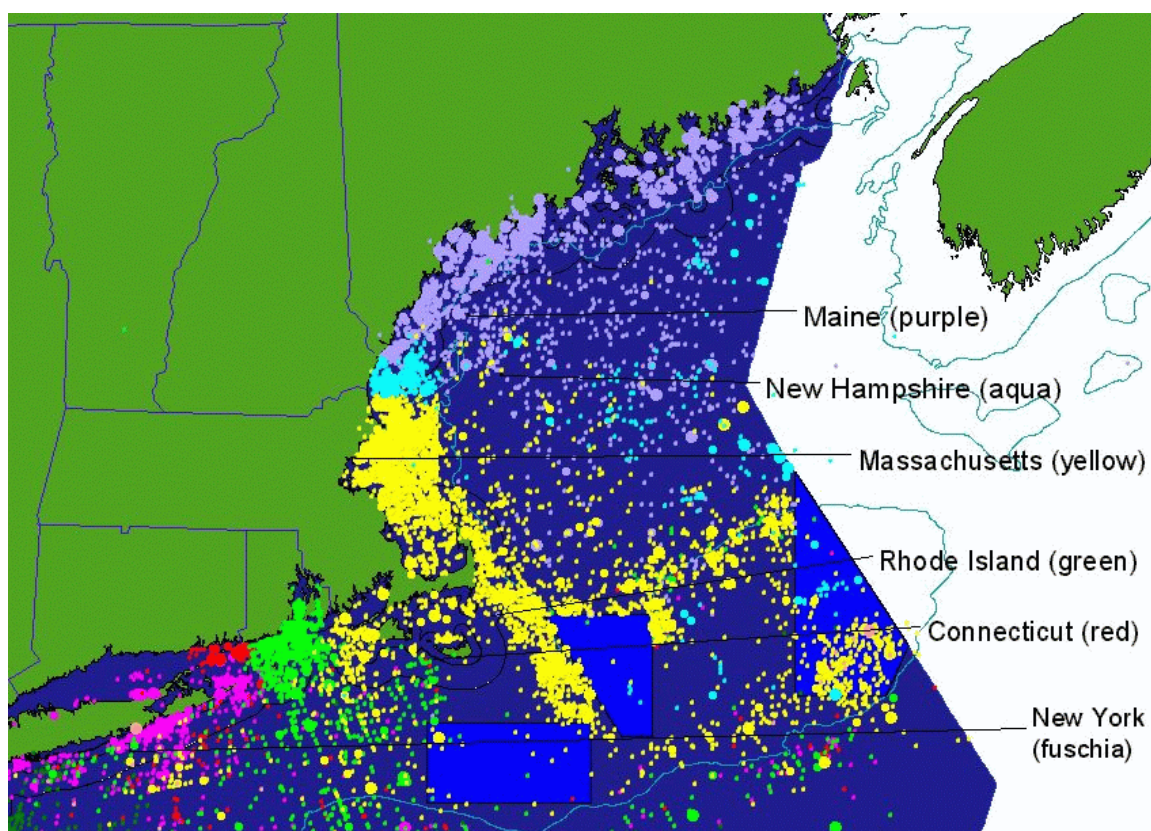 Maine (purple)
New Hampshire (aqua)
Massachusetts (yellow)
Rhode Island (green)
Connecticut (red)
New York
(fuschia)